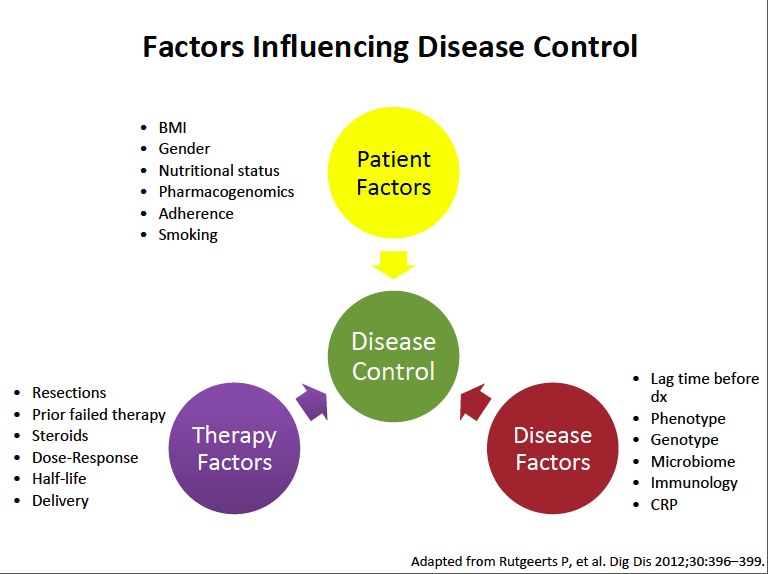 Factors Influencing Disease Control
• BMI
• Gender
• Nutritional status
• Pharmacogenomics
• Adherence
• Smoking
Patient
Factors
Disease
Control
• Resections
• Prior failed therapy
• Steroids
• Dose-Response
• Half-life
• Delivery
Therapy
Factors
Disease
Factors
• Lag time before
dx
• Phenotype
• Genotype
• Microbiome
• Immunology
• CRP
Adapted from Rutgeerts P, et al. Dig Dis 2012;30:396–399.